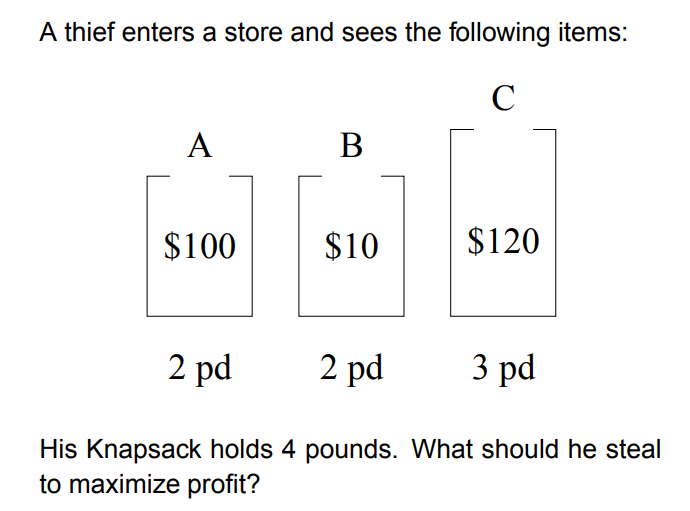 A thief enters a store and sees the following items:
C
A B
$100 $10 $120
2 pd 2 pd 3 pd
His Knapsack holds 4 pounds. What should he steal
to maximize profit?